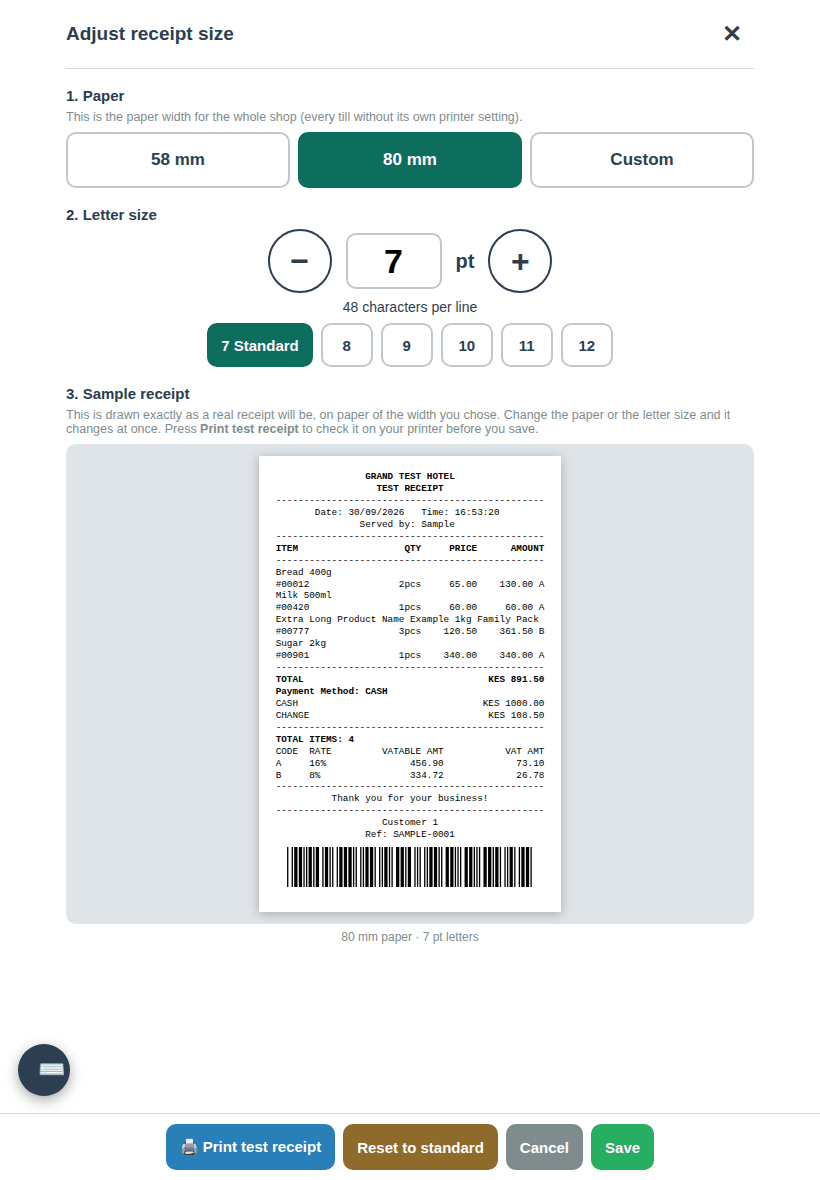 Adjust receipt size ✕
1. Paper
This is the paper width for the whole shop (every till without its own printer setting).
58 mm 80 mm Custom
2. Letter size
− 7 pt +
48 characters per line
7 Standard 8 9 10 11 12
3. Sample receipt
This is drawn exactly as a real receipt will be, on paper of the width you chose. Change the paper or the letter size and it
changes at once. Press Print test receipt to check it on your printer before you save.
GRAND TEST HOTEL
TEST RECEIPT
------------------------------------------------
Date: 30/09/2026 Time: 16:53:20
Served by: Sample
------------------------------------------------
ITEM QTY PRICE AMOUNT
------------------------------------------------
Bread 400g
#00012 2pcs 65.00 130.00 A
Milk 500ml
#00420 1pcs 60.00 60.00 A
Extra Long Product Name Example 1kg Family Pack
#00777 3pcs 120.50 361.50 B
Sugar 2kg
#00901 1pcs 340.00 340.00 A
------------------------------------------------
TOTAL KES 891.50
Payment Method: CASH
CASH KES 1000.00
CHANGE KES 108.50
------------------------------------------------
TOTAL ITEMS: 4
CODE RATE VATABLE AMT VAT AMT
A 16% 456.90 73.10
B 8% 334.72 26.78
------------------------------------------------
Thank you for your business!
------------------------------------------------
Customer 1
Ref: SAMPLE-0001
80 mm paper · 7 pt letters
Print test receipt Reset to standard Cancel Save